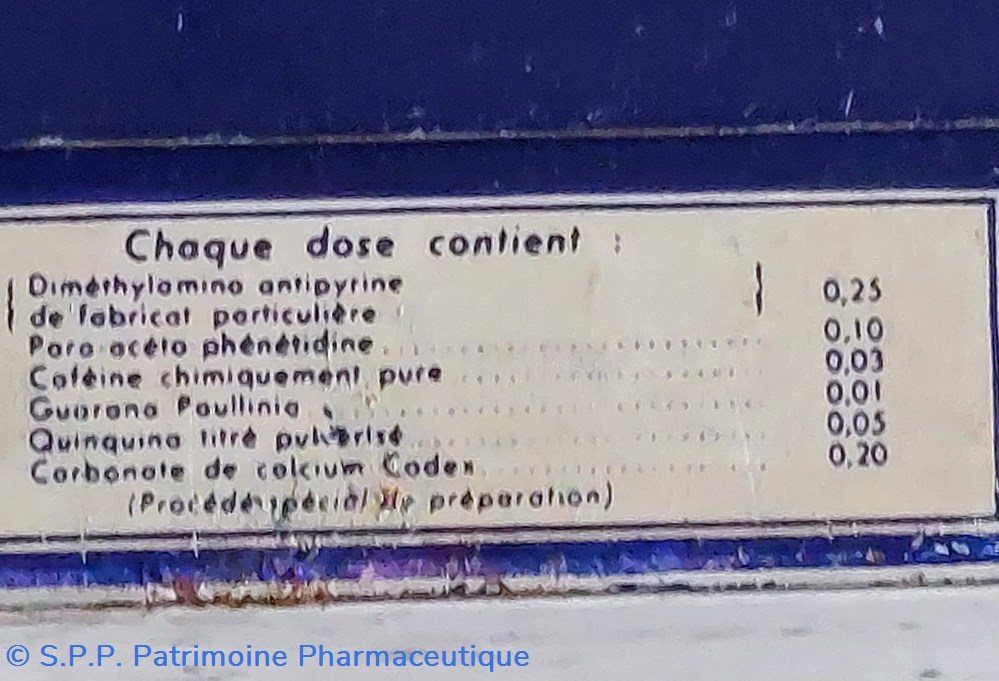 Chaque dose contient :
Diméthylamino antipyrine
de fabricat particulière 0,25
Para acéto phénétidine 0,10
Caféine chimiquement pure 0,03
Guarana Paullinia 0,01
Quinquina titré pulvérisé 0,05
Carbonate de calcium Codex 0,20
(Procédé spécial de préparation)
© S.P.P. Patrimoine Pharmaceutique